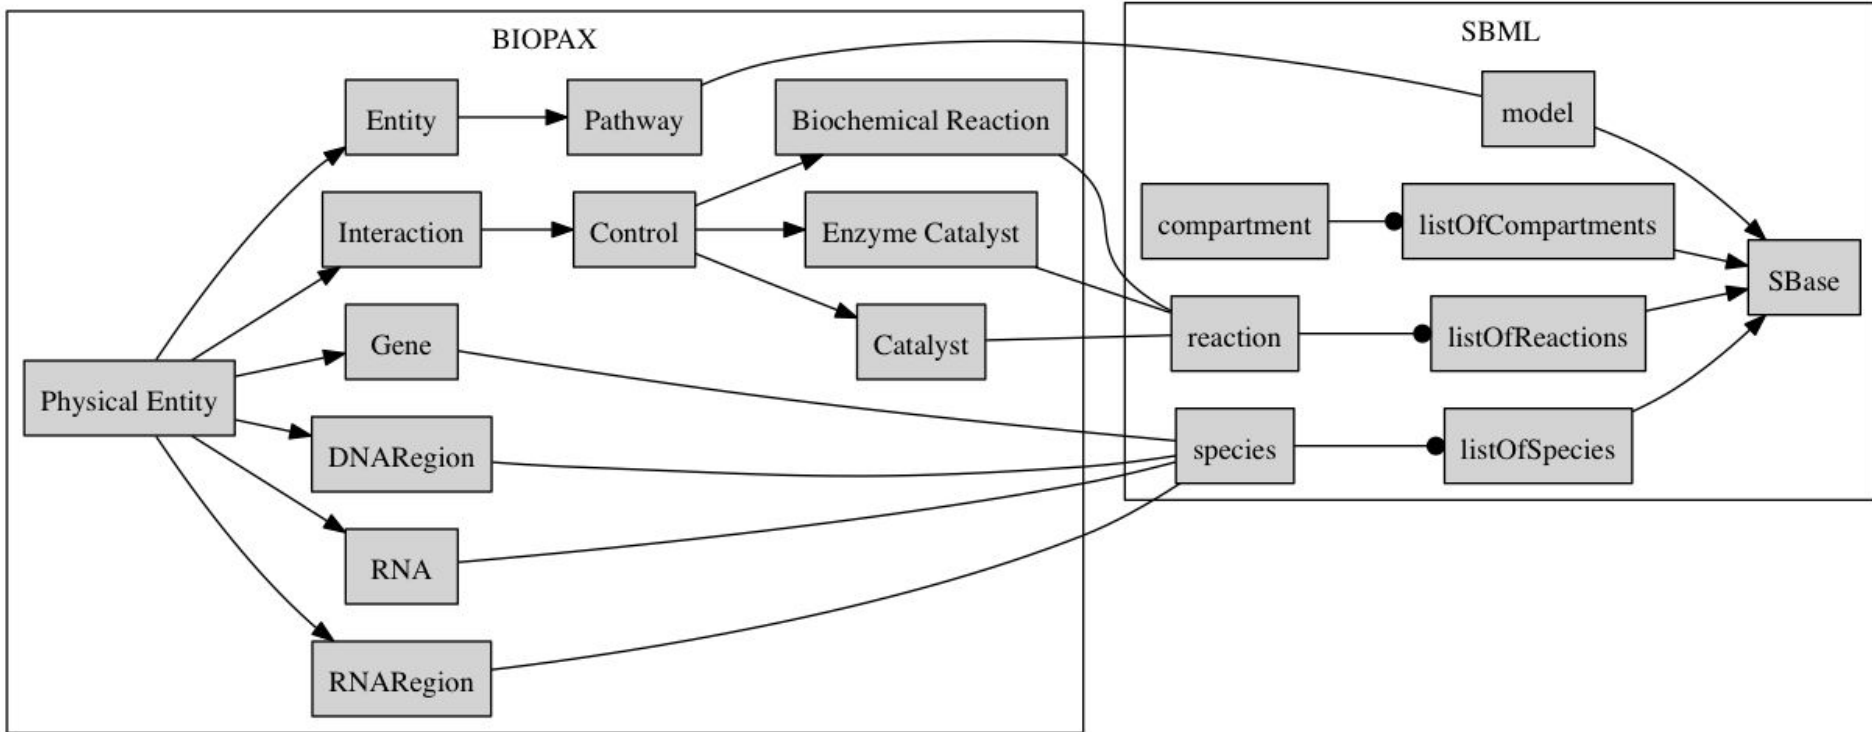 BIOPAX
SBML
Entity
Pathway
Biochemical Reaction
model
Interaction
Control
Enzyme Catalyst
compartment
listOfCompartments
SBase
Gene
Catalyst
reaction
listOfReactions
Physical Entity
DNARegion
species
listOfSpecies
RNA
RNARegion